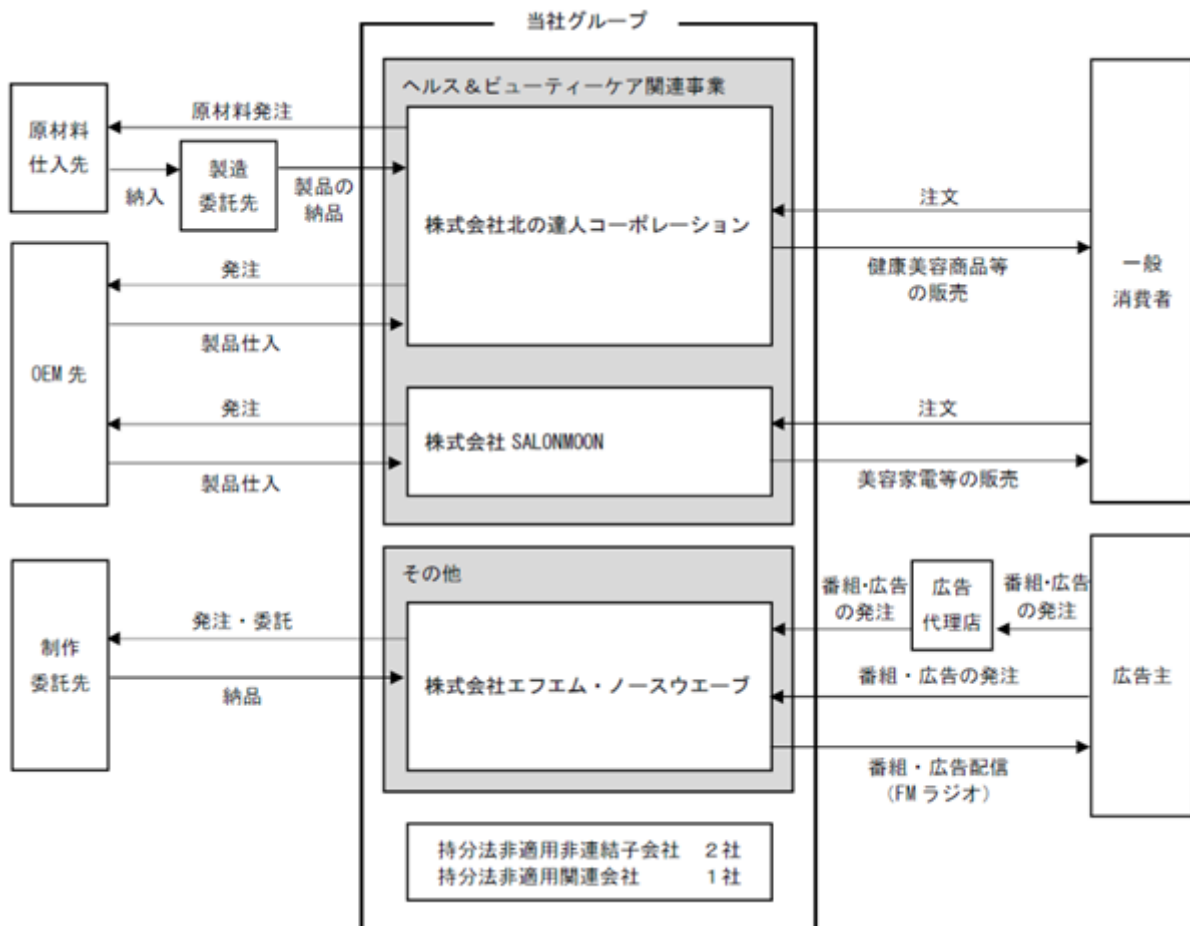 当社グループ
ヘルス＆ビューティーケア関連事業
原材料
仕入先
原材料発注
納入
製造
委託先
製品の
納品
株式会社北の達人コーポレーション
注文
健康美容商品等
の販売
一般
消費者
OEM先
発注
製品仕入
発注
製品仕入
株式会社 SALONMOON
注文
美容家電等の販売
その他
制作
委託先
発注・委託
納品
株式会社エフエム・ノースウエーブ
番組・広告
の発注
広告
代理店
番組・広告
の発注
番組・広告の発注
番組・広告配信
(FMラジオ)
広告主
持分法非適用非連結子会社　２社
持分法非適用関連会社　１社